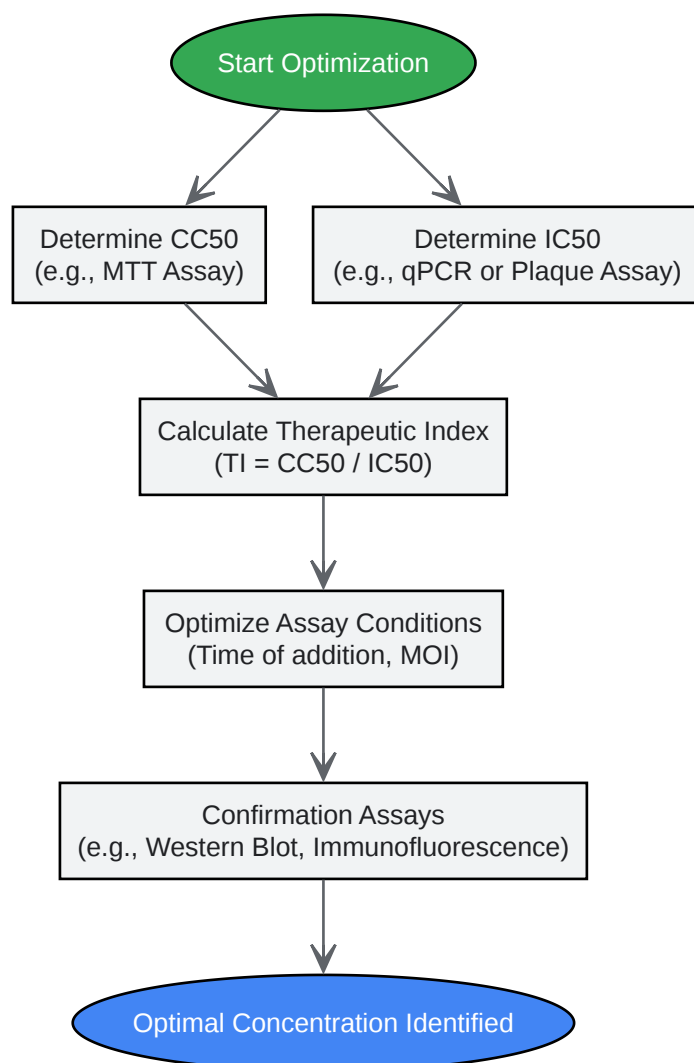 Start Optimization
Determine CC50
(e.g., MTT Assay)
Determine IC50
(e.g., qPCR or Plaque Assay)
Calculate Therapeutic Index
(TI = CC50 / IC50)
Optimize Assay Conditions
(Time of addition, MOI)
Confirmation Assays
(e.g., Western Blot, Immunofluorescence)
Optimal Concentration Identified